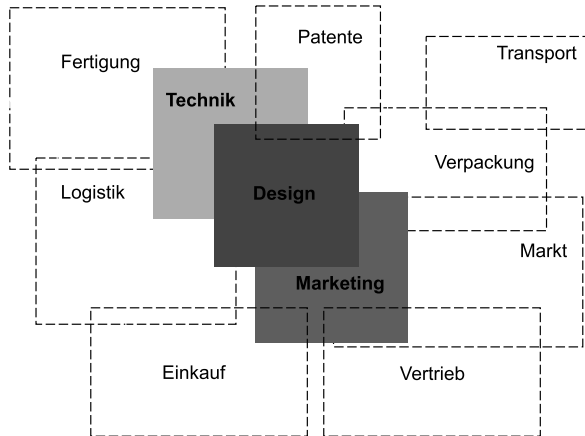 Patente
Transport
Fertigung
Technik
Verpackung
Logistik
Design
Markt
Marketing
Einkauf
Vertrieb